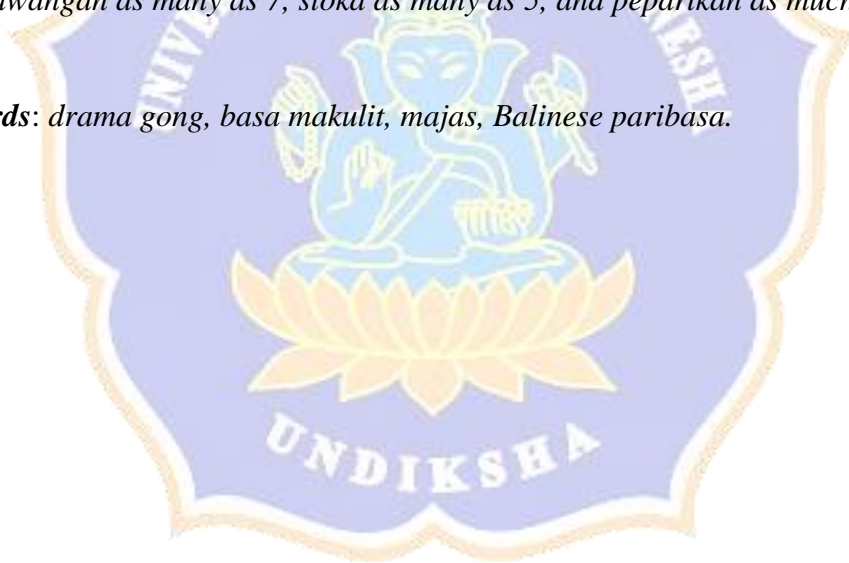 wangan as many as 7, sloka as many as 5, and peparikan as much
rds: drama gong, basa makulit, majas, Balinese paribasa.
UNDIKSHA